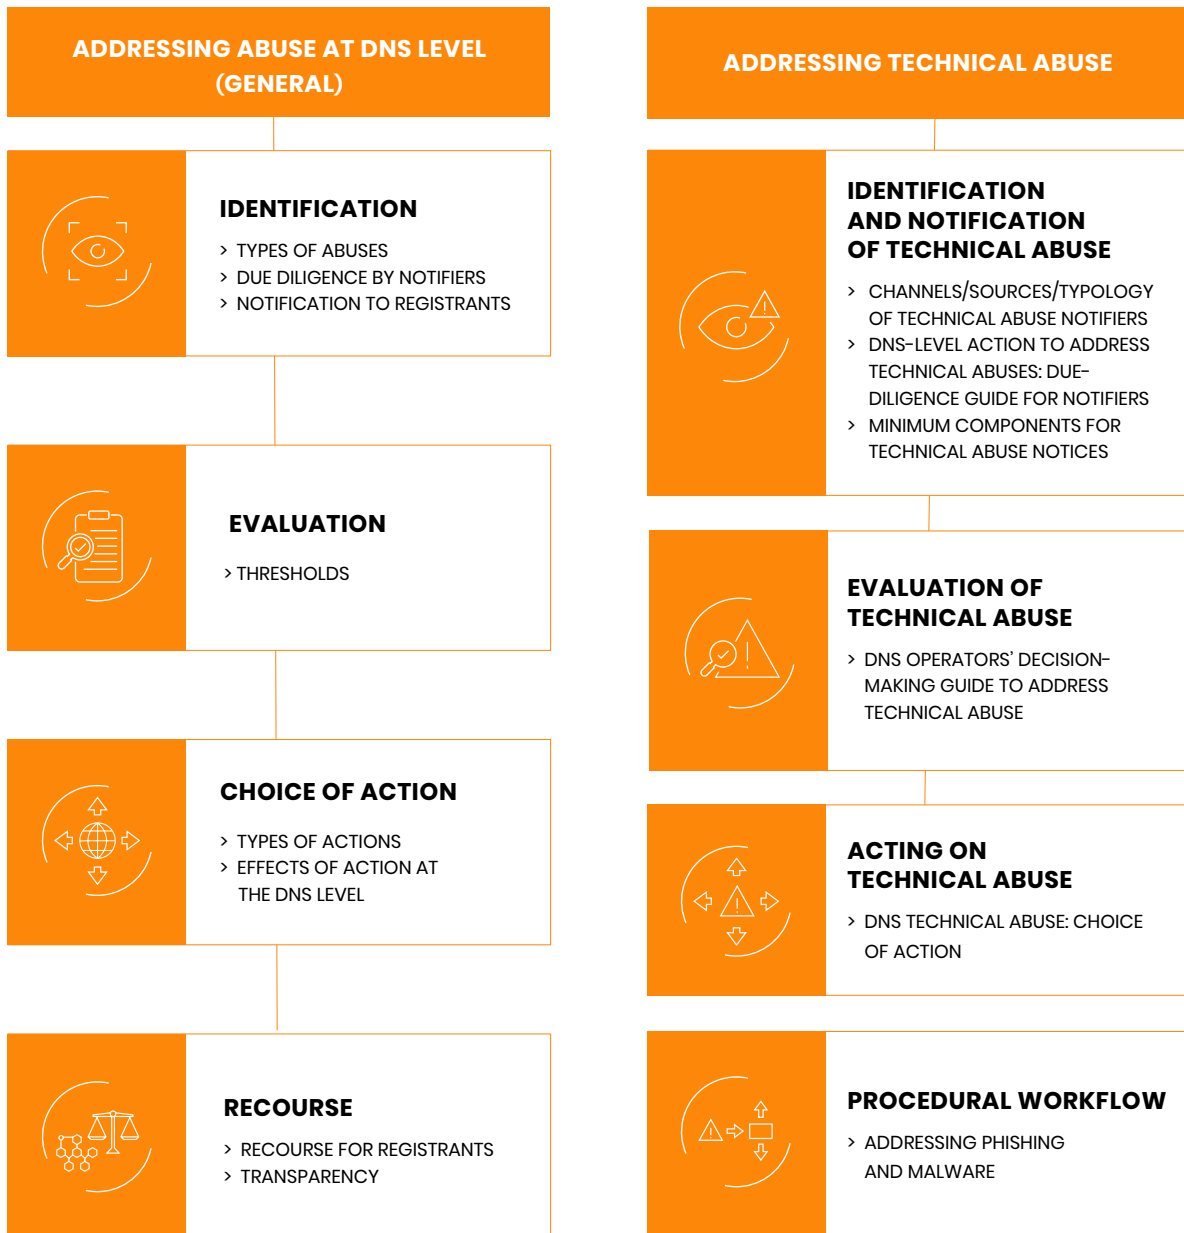 ADDRESSING ABUSE AT DNS LEVEL
(GENERAL)
IDENTIFICATION
> TYPES OF ABUSES
> DUE DILIGENCE BY NOTIFIERS
> NOTIFICATION TO REGISTRANTS
EVALUATION
> THRESHOLDS
CHOICE OF ACTION
> TYPES OF ACTIONS
> EFFECTS OF ACTION AT
THE DNS LEVEL
RECOURSE
> RECOURSE FOR REGISTRANTS
> TRANSPARENCY
ADDRESSING TECHNICAL ABUSE
IDENTIFICATION
AND NOTIFICATION
OF TECHNICAL ABUSE
> CHANNELS/SOURCES/TYPOLOGY
OF TECHNICAL ABUSE NOTIFIERS
> DNS-LEVEL ACTION TO ADDRESS
TECHNICAL ABUSES: DUE-
DILIGENCE GUIDE FOR NOTIFIERS
> MINIMUM COMPONENTS FOR
TECHNICAL ABUSE NOTICES
EVALUATION OF
TECHNICAL ABUSE
> DNS OPERATORS' DECISION-
MAKING GUIDE TO ADDRESS
TECHNICAL ABUSE
ACTING ON
TECHNICAL ABUSE
> DNS TECHNICAL ABUSE: CHOICE
OF ACTION
PROCEDURAL WORKFLOW
> ADDRESSING PHISHING
AND MALWARE